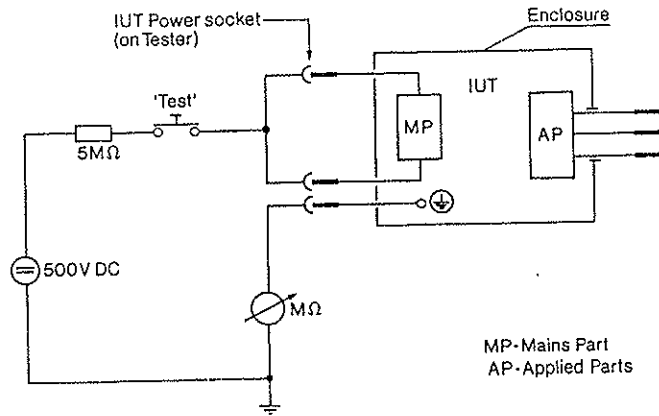 IUT Power socket
(on Tester)
Enclosure
IUT
'Test'
MP
AP
5MΩ
500V DC
MΩ
MP-Mains Part
AP-Applied Parts